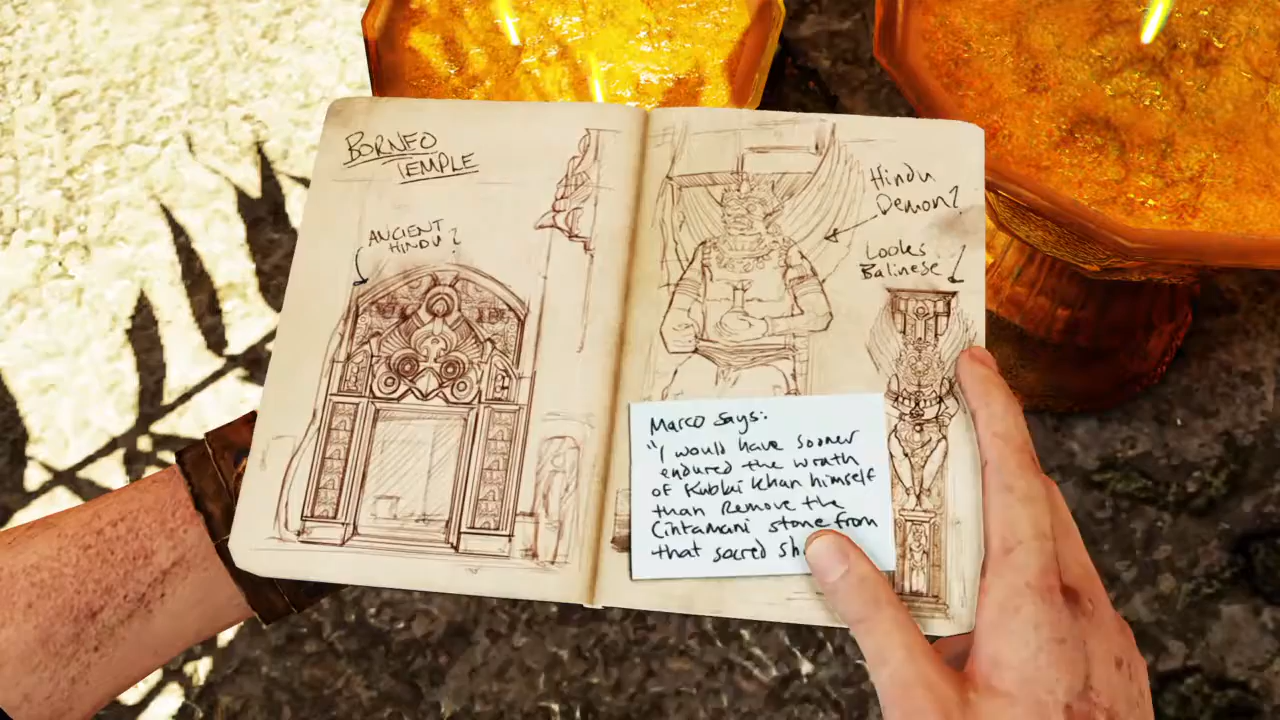 BORNEO
TEMPLE
ANCIENT
HINDU?
Hindu
Demon?
Looks
Balinese
Marco says:
"I would have sooner
endured the wrath
of Kublai Khan himself
than Remove the
Cintamani stone from
that sacred